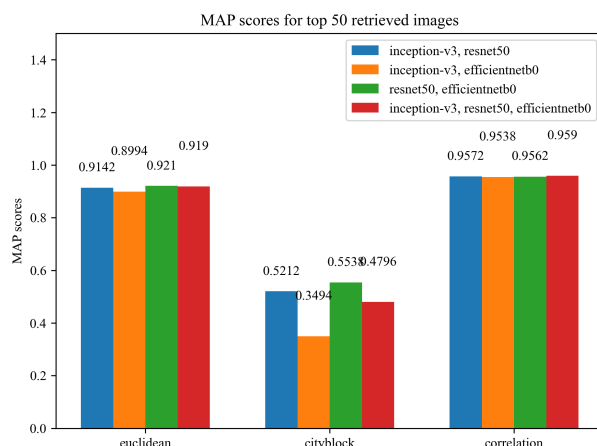 MAP scores for top 50 retrieved images
MAP scores
1.4
1.2
1.0
0.8
0.6
0.4
0.2
0.0
inception-v3, resnet50
inception-v3, efficientnetb0
resnet50, efficientnetb0
inception-v3, resnet50, efficientnetb0
0.9142
0.8994
0.921
0.919
0.5212
0.3494
0.5538
0.4796
0.9572
0.9538
0.9562
0.959
euclidean
cityblock
correlation